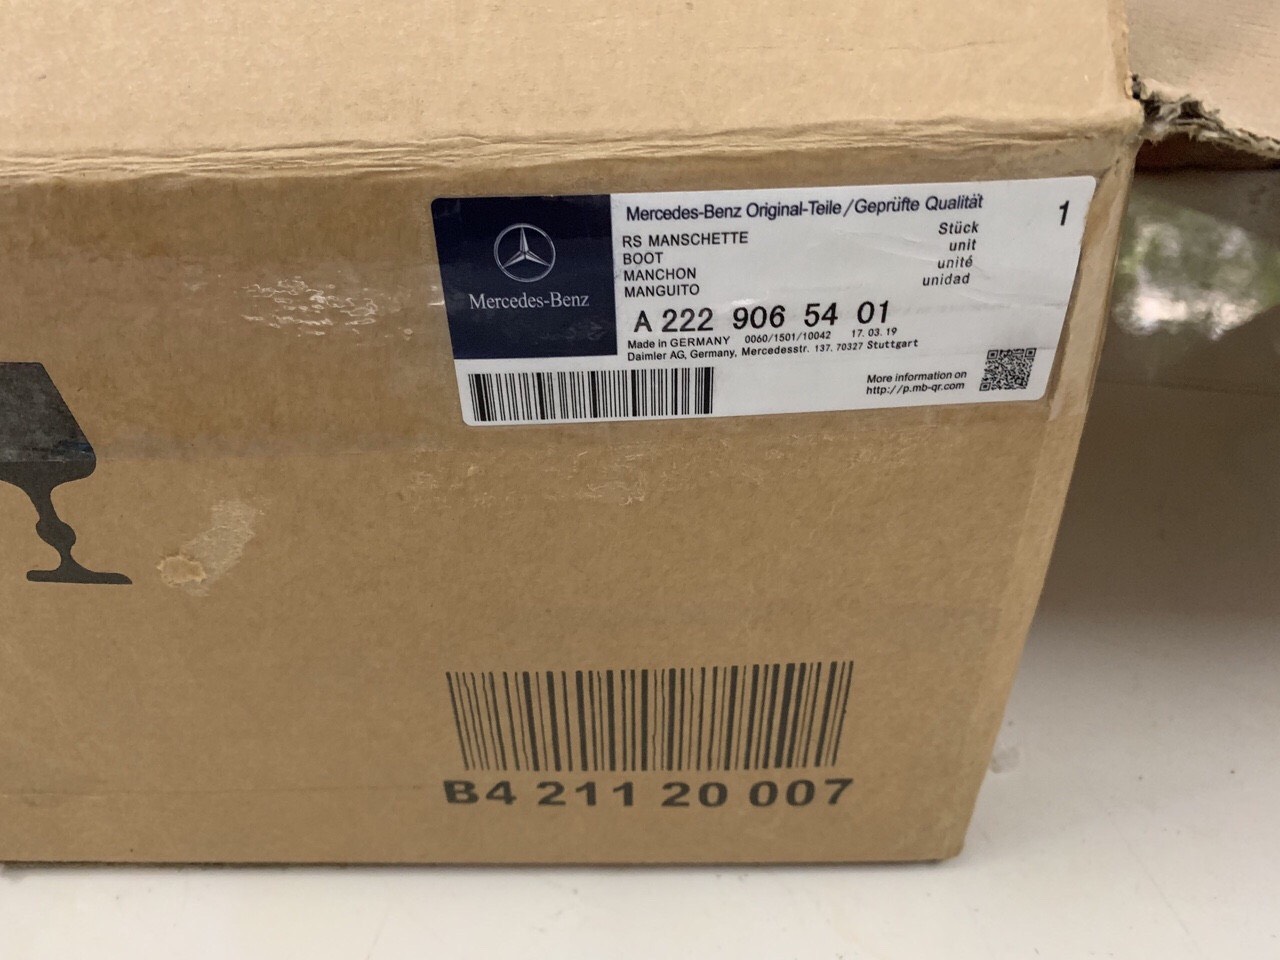 Mercedes-Benz
Mercedes-Benz Original-Teile/Geprüfte Qualität
1
RS MANSCHETTE Stück
BOOT unit
MANCHON unité
MANGUITO unidad
A 222 906 54 01
Made in GERMANY 0060/1501/10042 17.03.19
Daimler AG, Germany, Mercedesstr. 137, 70327 Stuttgart
More information on
http://p.mb-qr.com
B4 211 20 007